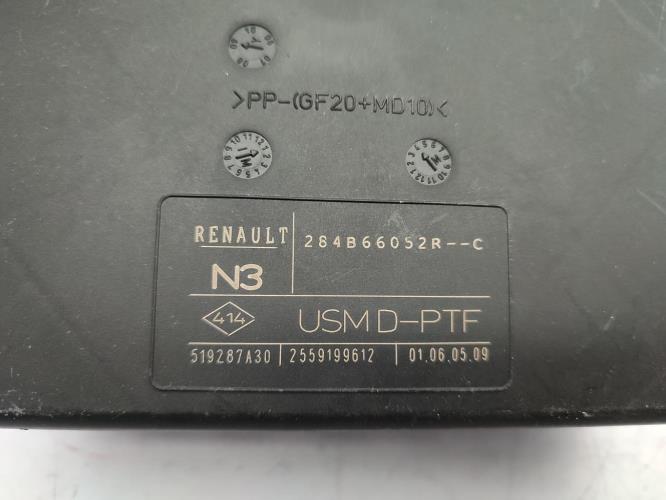 >PP-(GF20+MD10)<
RENAULT 284B66052R--C
N3
414 USM D-PTF
519287A30 2559199612 01.06.05.09